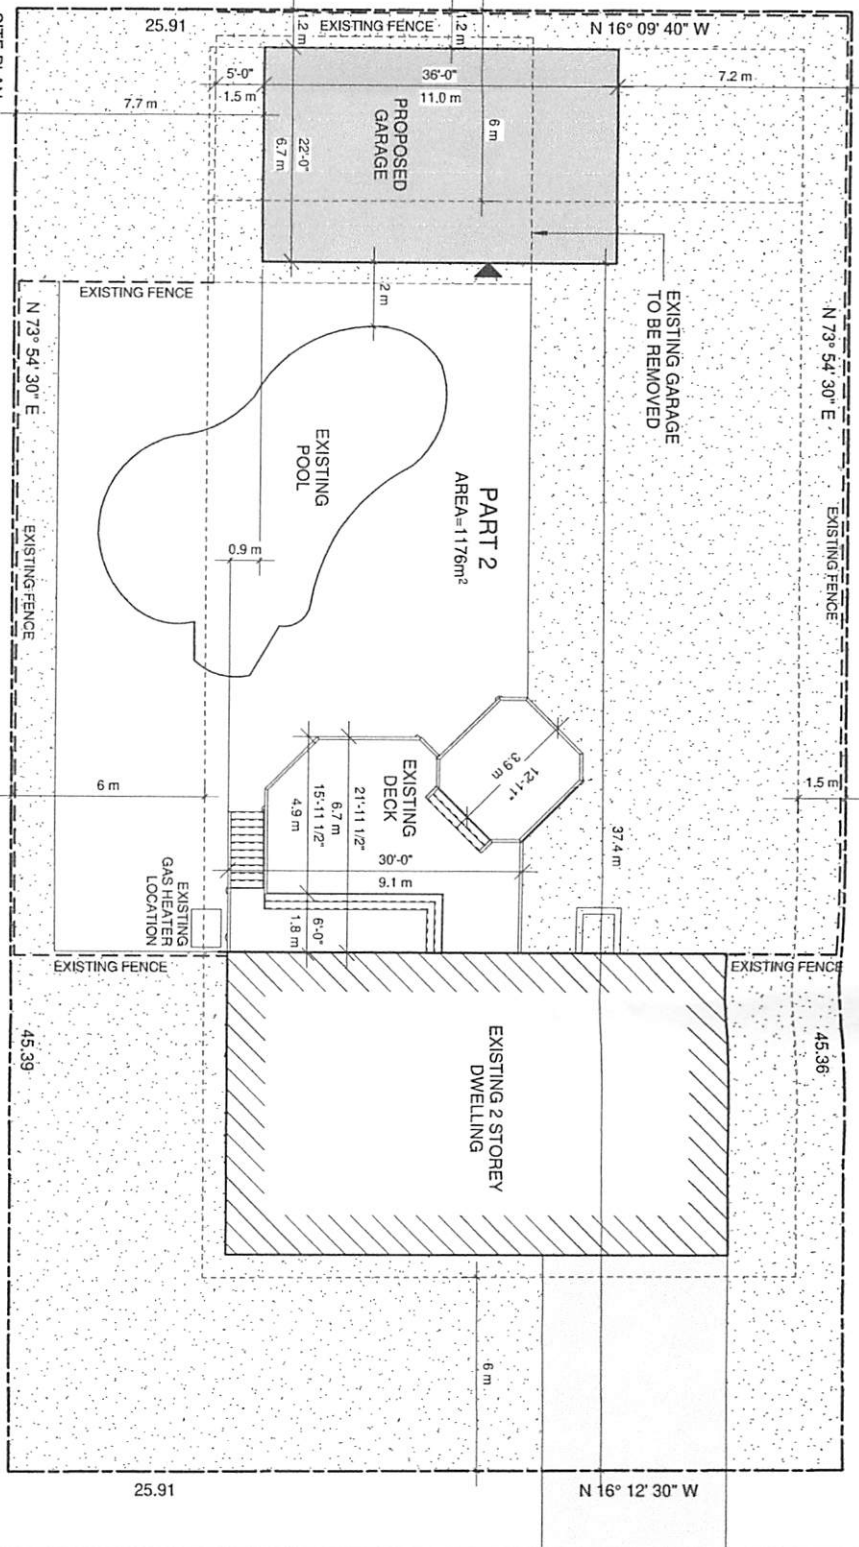 25.91
EXISTING FENCE
N 16° 09' 40" W
1.2 m
1.2 m
5'-0"
1.5 m
36'-0"
11.0 m
7.2 m
7.7 m
6 m
PROPOSED
GARAGE
22'-0"
6.7 m
SITE PLAN
EXISTING FENCE
2 m
EXISTING GARAGE
TO BE REMOVED
N 73° 54' 30" E
N 73° 54' 30" E
EXISTING
POOL
PART 2
AREA=1176m²
EXISTING FENCE
EXISTING FENCE
0.9 m
12'-11"
3.9 m
EXISTING
DECK
21'-11 1/2"
6.7 m
15'-11 1/2"
4.9 m
6 m
1.5 m
37.4 m
30'-0"
9.1 m
6'-0"
1.8 m
EXISTING
GAS HEATER
LOCATION
EXISTING FENCE
EXISTING FENCE
45.39
45.36
EXISTING 2 STOREY
DWELLING
6 m
25.91
N 16° 12' 30" W